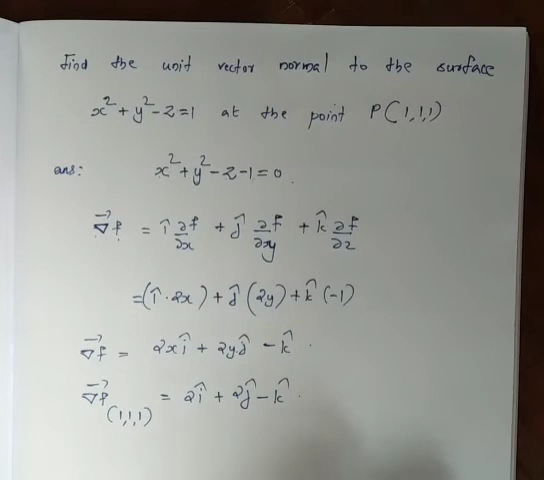 Find the unit vector normal to the surface
x² + y² - z = 1 at the point P(1,1,1)
ans: x² + y² - z - 1 = 0.
∇⃗f = î ∂f/∂x + ĵ ∂f/∂y + k̂ ∂f/∂z
= (î · 2x) + ĵ (2y) + k̂ (-1)
∇⃗f = 2xî + 2yĵ - k̂ .
∇⃗f (1,1,1) = 2î + 2ĵ - k̂ .